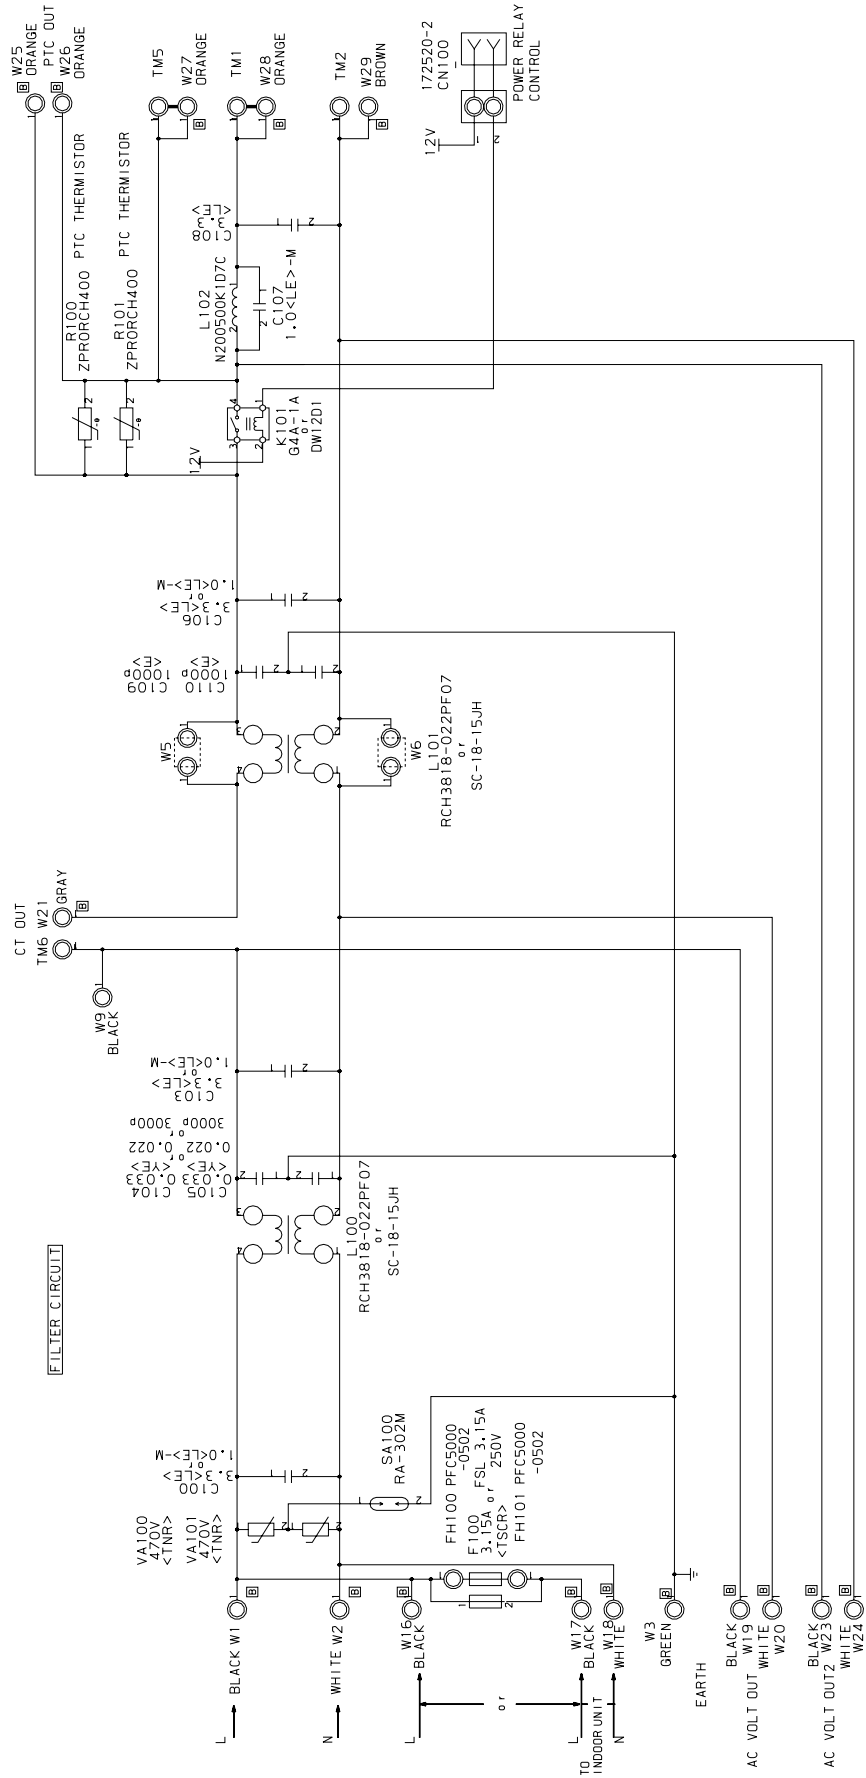 FILTER CIRCUIT
L
BLACK W1
B
N
WHITE W2
B
L
W16
BLACK
B
or
L
W17
BLACK
B
TO
INDOOR UNIT
N
W18
WHITE
B
W3
GREEN
B
EARTH
AC VOLT OUT
BLACK
W19
B
WHITE
W20
AC VOLT OUT2
BLACK
W23
B
WHITE
W24
VA100
470V
<TNR>
VA101
470V
<TNR>
C100
3.3<LE>
or
1.0<LE>-M
SA100
RA-302M
FH100 PFC5000
-0502
F100
3.15A or FSL 3.15A
250V
<TSCR>
FH101 PFC5000
-0502
L100
RCH3818-022PF07
or
SC-18-15JH
C104
0.033
<YE>
C105
0.033
<YE>
or
0.022
0.022
or
3000p
3000p
C103
3.3<LE>
or
1.0<LE>-M
W9
BLACK
CT OUT
TM6
W21
GRAY
B
W5
W6
L101
RCH3818-022PF07
or
SC-18-15JH
C109
1000p
<E>
C110
1000p
<E>
C106
3.3<LE>
or
1.0<LE>-M
12V
K101
G4A-1A
or
DW12D1
R100
ZPRORCH400 PTC THERMISTOR
R101
ZPRORCH400 PTC THERMISTOR
L102
N200500K1D7C
C107
1.0<LE>-M
C108
3.3
<LE>
W25
ORANGE
B
PTC OUT
W26
ORANGE
B
TM5
W27
ORANGE
B
TM1
W28
ORANGE
B
TM2
W29
BROWN
B
12V
172520-2
CN100
POWER RELAY
CONTROL